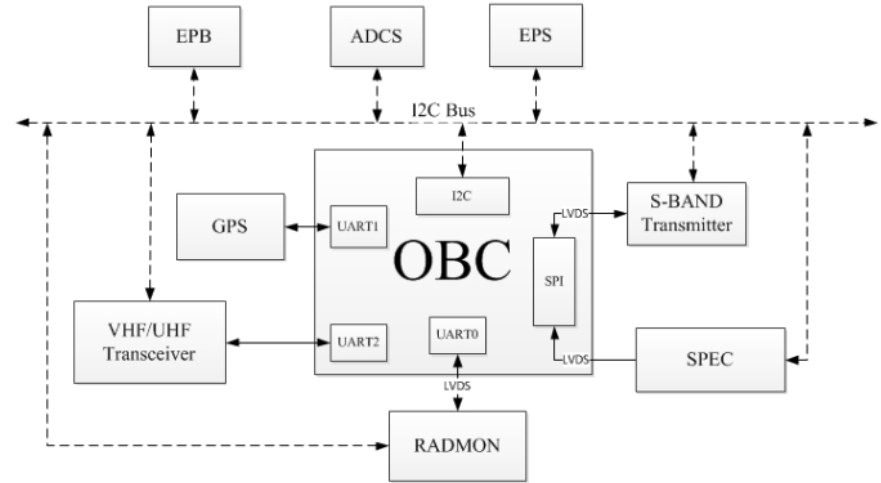 EPB
ADCS
EPS
I2C Bus
I2C
S-BAND
Transmitter
GPS
UART1
LVDS
OBC
SPI
VHF/UHF
Transceiver
UART2
UART0
LVDS
SPEC
LVDS
RADMON